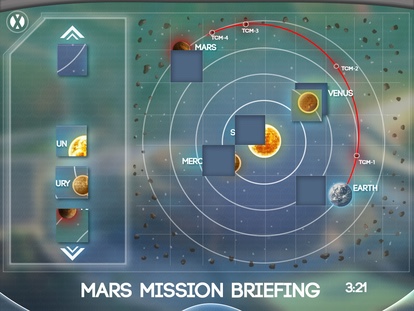 TCM-4
TCM-3
MARS
TCM-2
VENUS
S
UN
MERC
TCM-1
URY
EARTH
MARS MISSION BRIEFING
3:21